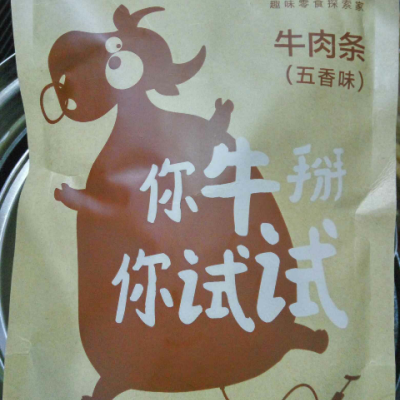 趣味零食探索家
牛肉条
（五香味）
你牛掰
你试试